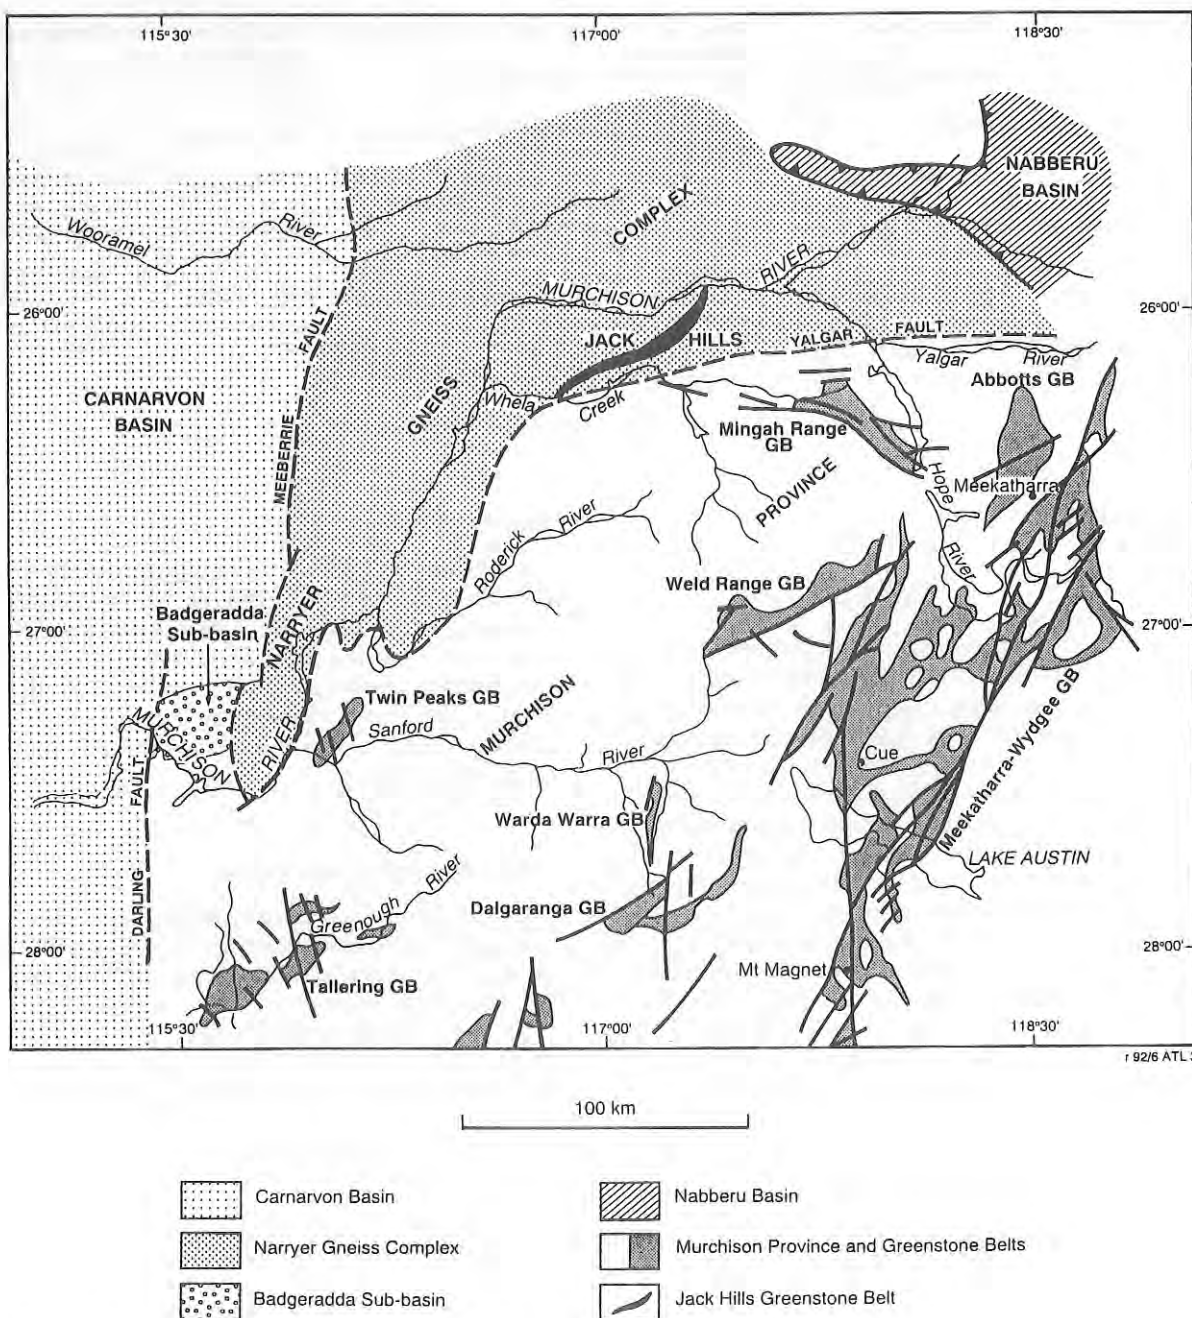 115°30'
117°00'
118°30'
NABBERU
BASIN
COMPLEX
Wooramel
River
RIVER
MURCHISON
26°00'
26°00'
FAULT
JACK
HILLS
YALGAR
FAULT
Yalgar
River
Abbotts GB
GNEISS
Whela
Creek
CARNARVON
BASIN
Mingah Range
GB
MEEBERRIE
PROVINCE
Hope
Meekatharra
River
Roderick
River
Weld Range GB
Badgeradda
Sub-basin
27°00'
27°00'
NARRYER
Twin Peaks GB
MURCHISON
MURCHISON
RIVER
Sanford
River
Cue
Meekatharra-Wydgee GB
FAULT
Warda Warra GB
LAKE AUSTIN
DARLING
River
Greenough
Dalgaranga GB
28°00'
28°00'
Mt Magnet
Tallering GB
115°30'
117°00'
118°30'
r 92/6 ATL
100 km
Carnarvon Basin
Nabberu Basin
Narryer Gneiss Complex
Murchison Province and Greenstone Belts
Badgeradda Sub-basin
Jack Hills Greenstone Belt